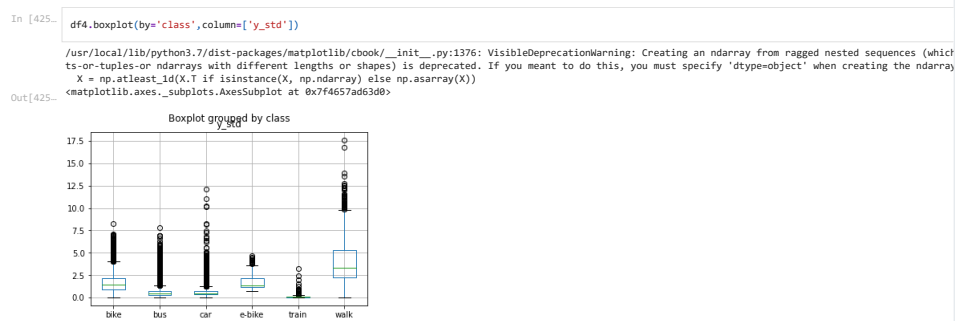 In [425…
df4.boxplot(by='class',column=['y_std'])
/usr/local/lib/python3.7/dist-packages/matplotlib/cbook/__init__.py:1376: VisibleDeprecationWarning: Creating an ndarray from ragged nested sequences (which
ts-or-tuples-or ndarrays with different lengths or shapes) is deprecated. If you meant to do this, you must specify 'dtype=object' when creating the ndarray
X = np.atleast_1d(X.T if isinstance(X, np.ndarray) else np.asarray(X))
Out[425…
<matplotlib.axes._subplots.AxesSubplot at 0x7f4657ad63d0>
Boxplot grouped by class
y_std
17.5
15.0
12.5
10.0
7.5
5.0
2.5
0.0
bike bus car e-bike train walk